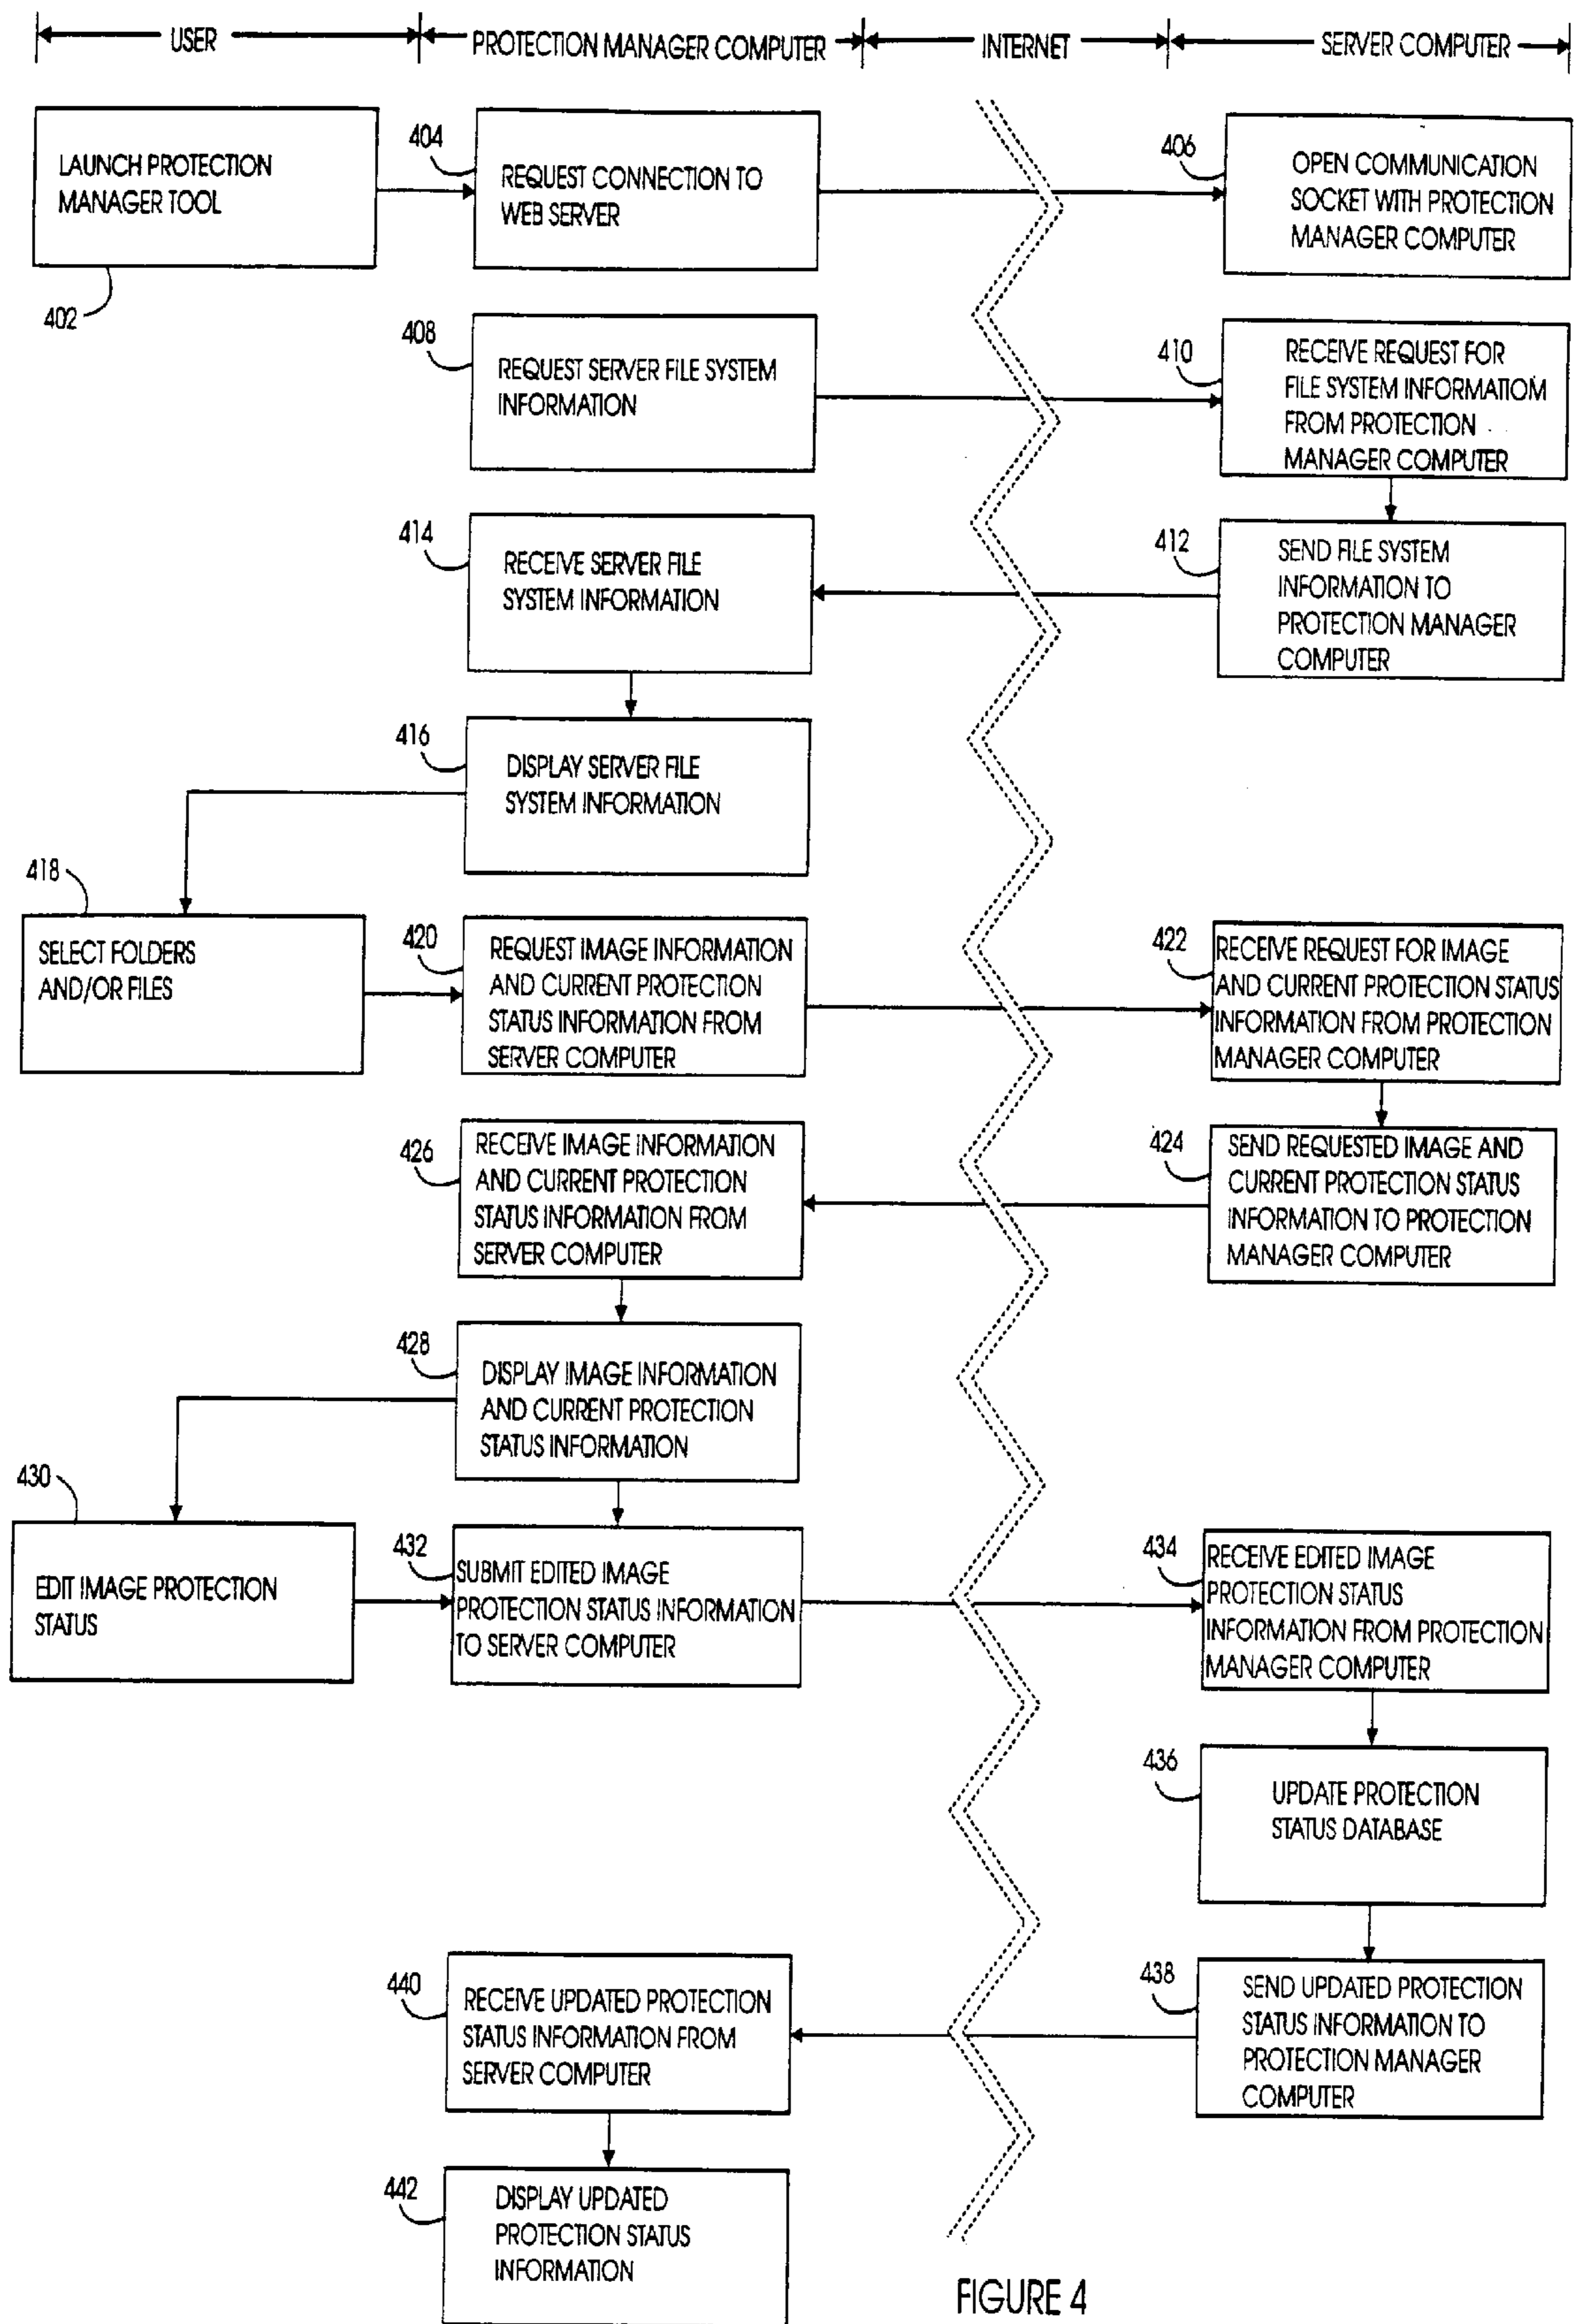 USER
PROTECTION MANAGER COMPUTER
INTERNET
SERVER COMPUTER
LAUNCH PROTECTION
MANAGER TOOL
402
404
REQUEST CONNECTION TO
WEB SERVER
406
OPEN COMMUNICATION
SOCKET WITH PROTECTION
MANAGER COMPUTER
408
REQUEST SERVER FILE SYSTEM
INFORMATION
410
RECEIVE REQUEST FOR
FILE SYSTEM INFORMATIOM
FROM PROTECTION
MANAGER COMPUTER
414
RECEIVE SERVER FILE
SYSTEM INFORMATION
412
SEND FILE SYSTEM
INFORMATION TO
PROTECTION MANAGER
COMPUTER
416
DISPLAY SERVER FILE
SYSTEM INFORMATION
418
SELECT FOLDERS
AND/OR FILES
420
REQUEST IMAGE INFORMATION
AND CURRENT PROTECTION
STATUS INFORMATION FROM
SERVER COMPUTER
422
RECEIVE REQUEST FOR IMAGE
AND CURRENT PROTECTION STATUS
INFORMATION FROM PROTECTION
MANAGER COMPUTER
426
RECEIVE IMAGE INFORMATION
AND CURRENT PROTECTION
STATUS INFORMATION FROM
SERVER COMPUTER
424
SEND REQUESTED IMAGE AND
CURRENT PROTECTION STATUS
INFORMATION TO PROTECTION
MANAGER COMPUTER
428
DISPLAY IMAGE INFORMATION
AND CURRENT PROTECTION
STATUS INFORMATION
430
EDIT IMAGE PROTECTION
STATUS
432
SUBMIT EDITED IMAGE
PROTECTION STATUS INFORMATION
TO SERVER COMPUTER
434
RECEIVE EDITED IMAGE
PROTECTION STATUS
INFORMATION FROM PROTECTION
MANAGER COMPUTER
436
UPDATE PROTECTION
STATUS DATABASE
440
RECEIVE UPDATED PROTECTION
STATUS INFORMATION FROM
SERVER COMPUTER
438
SEND UPDATED PROTECTION
STATUS INFORMATION TO
PROTECTION MANAGER
COMPUTER
442
DISPLAY UPDATED
PROTECTION STATUS
INFORMATION
FIGURE 4